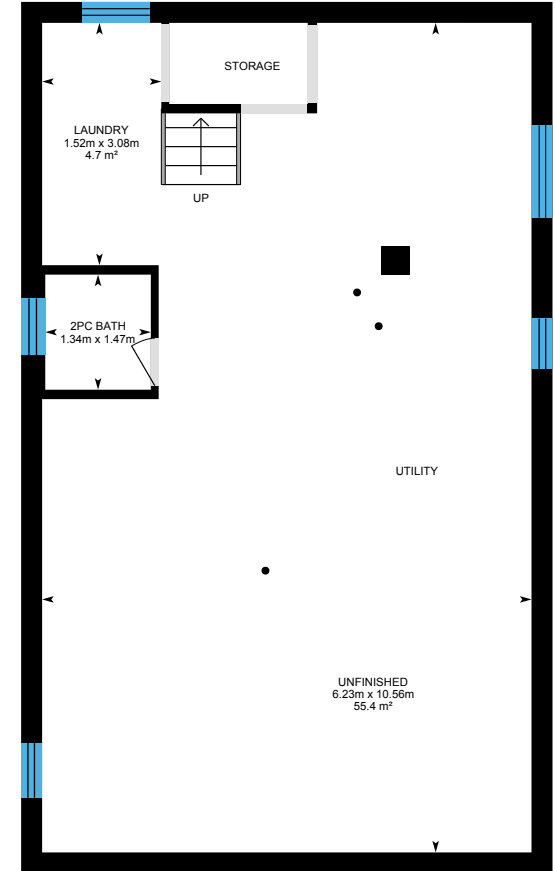 STORAGE
LAUNDRY
1.52m x 3.08m
4.7 m²
UP
2PC BATH
1.34m x 1.47m
UTILITY
UNFINISHED
6.23m x 10.56m
55.4 m²